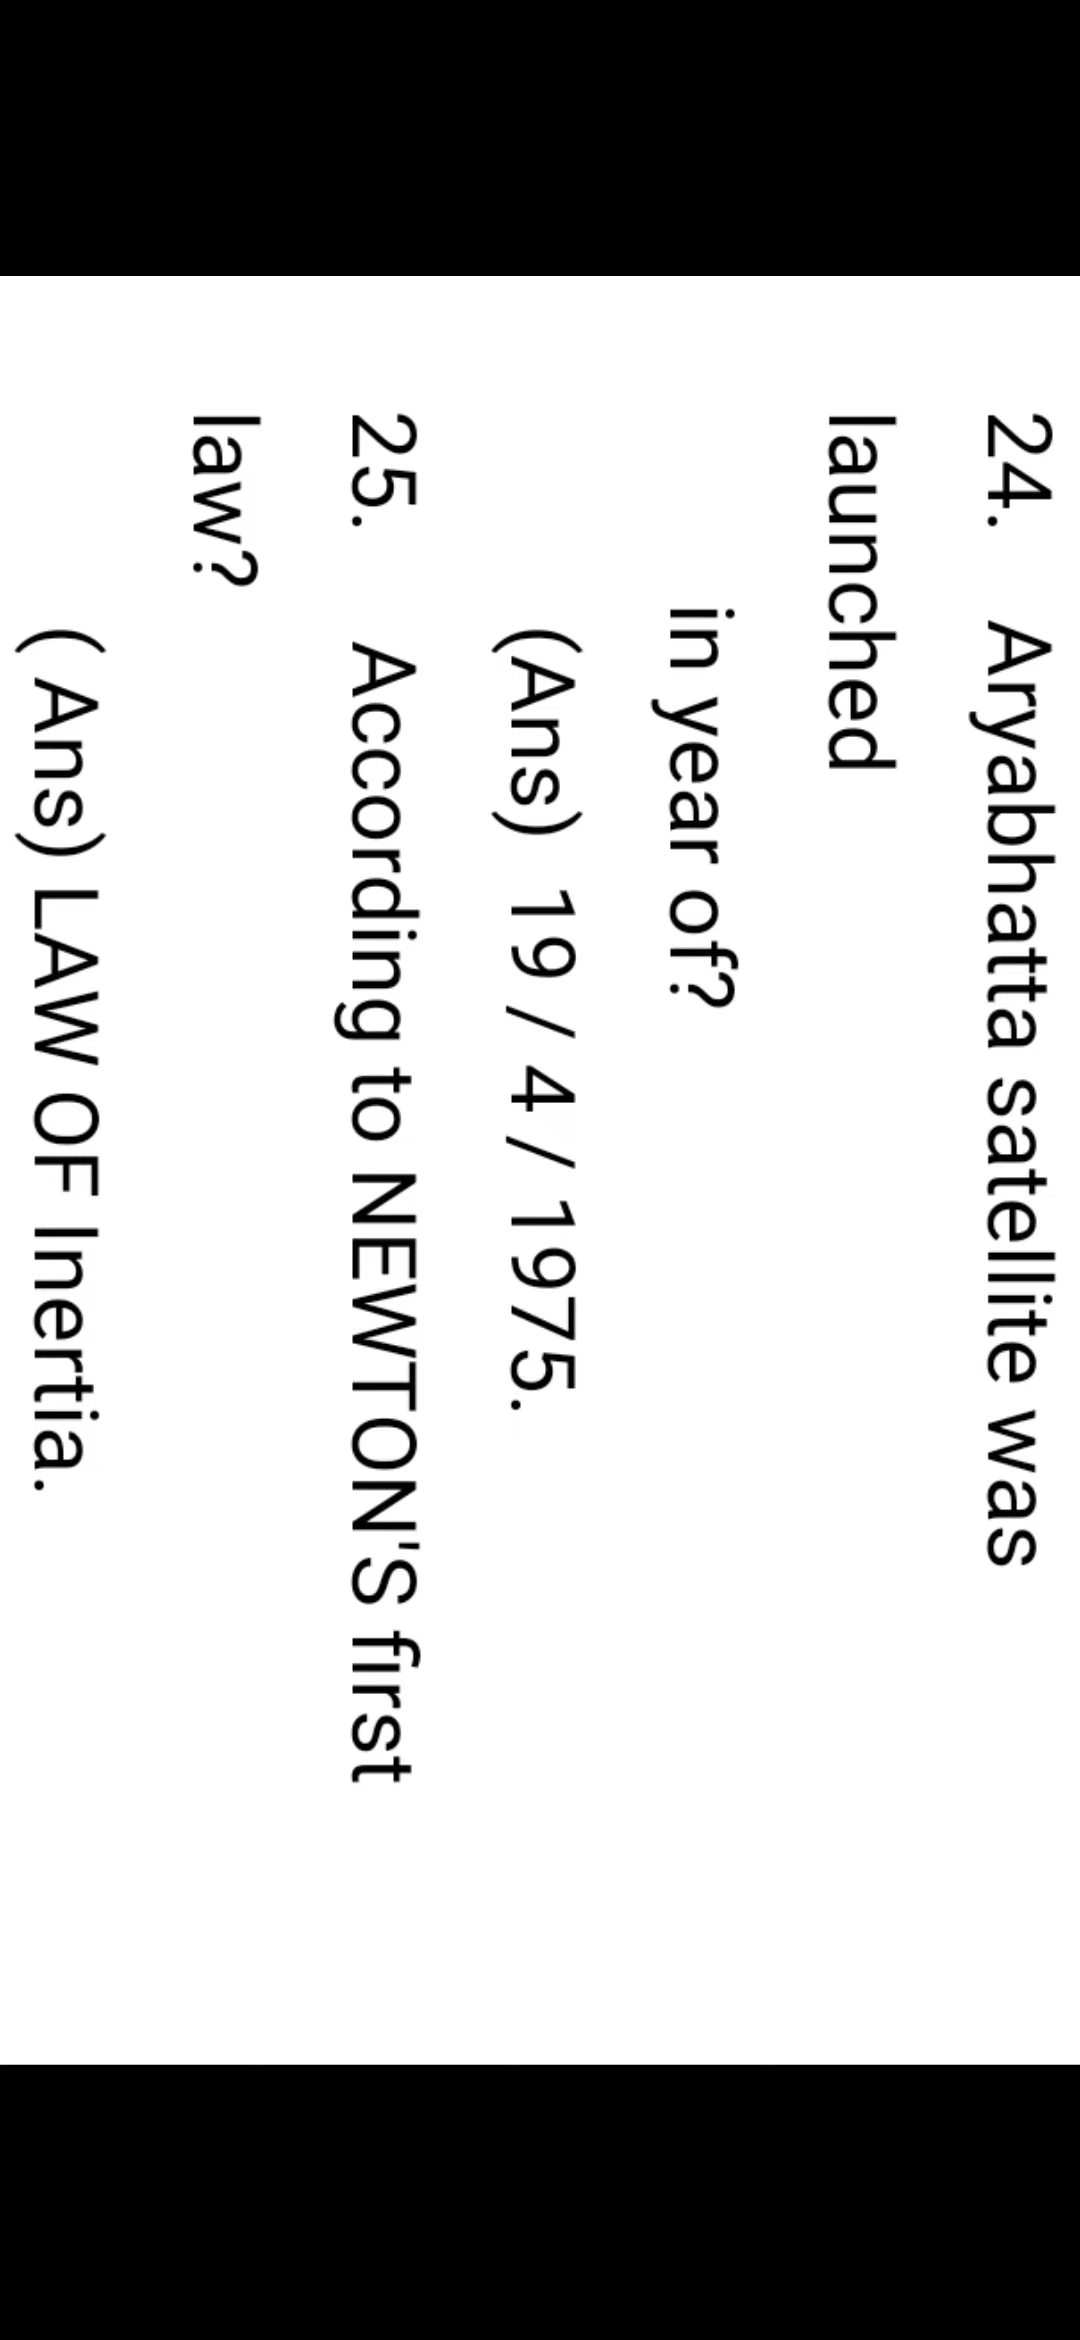 24. Aryabhatta satellite was
launched
in year of?
(Ans) 19 / 4 / 1975.
25. According to NEWTON'S first
law?
( Ans) LAW OF Inertia.